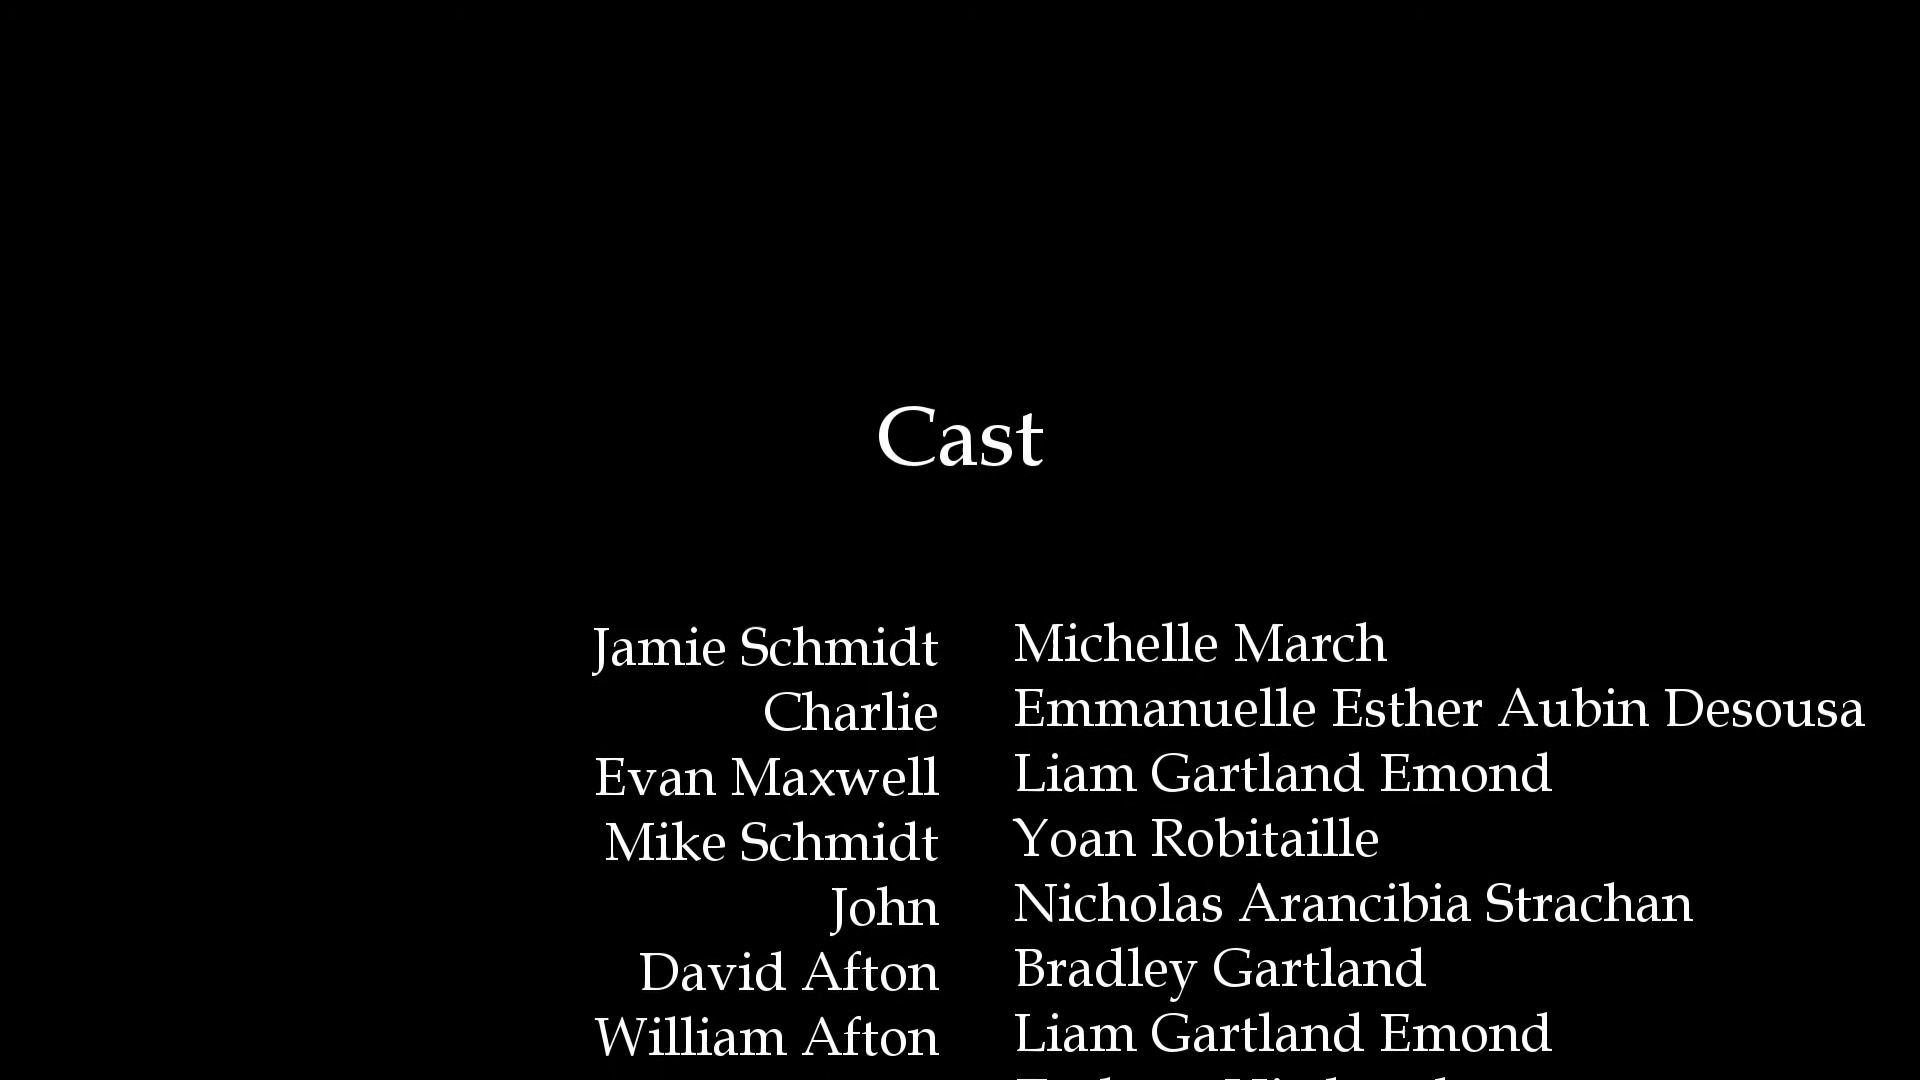 Cast
Jamie Schmidt Michelle March
Charlie Emmanuelle Esther Aubin Desousa
Evan Maxwell Liam Gartland Emond
Mike Schmidt Yoan Robitaille
John Nicholas Arancibia Strachan
David Afton Bradley Gartland
William Afton Liam Gartland Emond